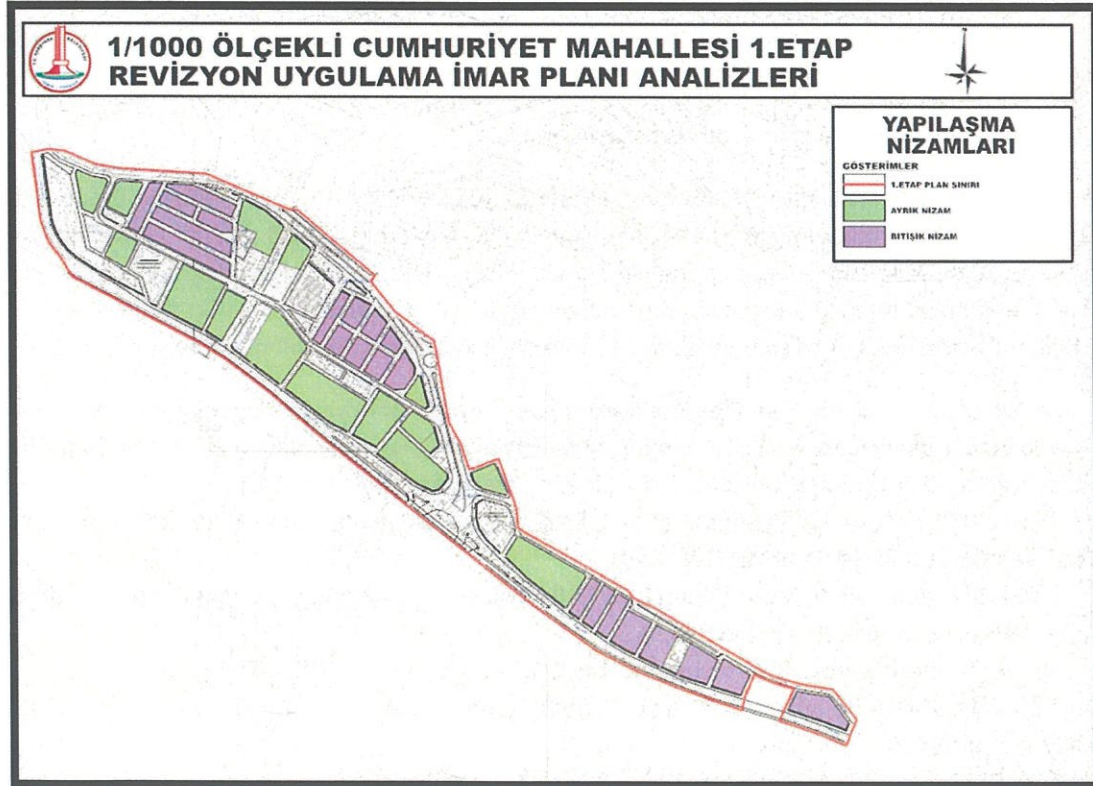 1/1000 ÖLÇEKLİ CUMHURİYET MAHALLESİ 1.ETAP
REVİZYON UYGULAMA İMAR PLANI ANALİZLERİ
YAPILAŞMA
NİZAMLARI
GÖSTERİMLER
1.ETAP PLAN SINIRI
AYRIK NİZAM
BİTİŞİK NİZAM